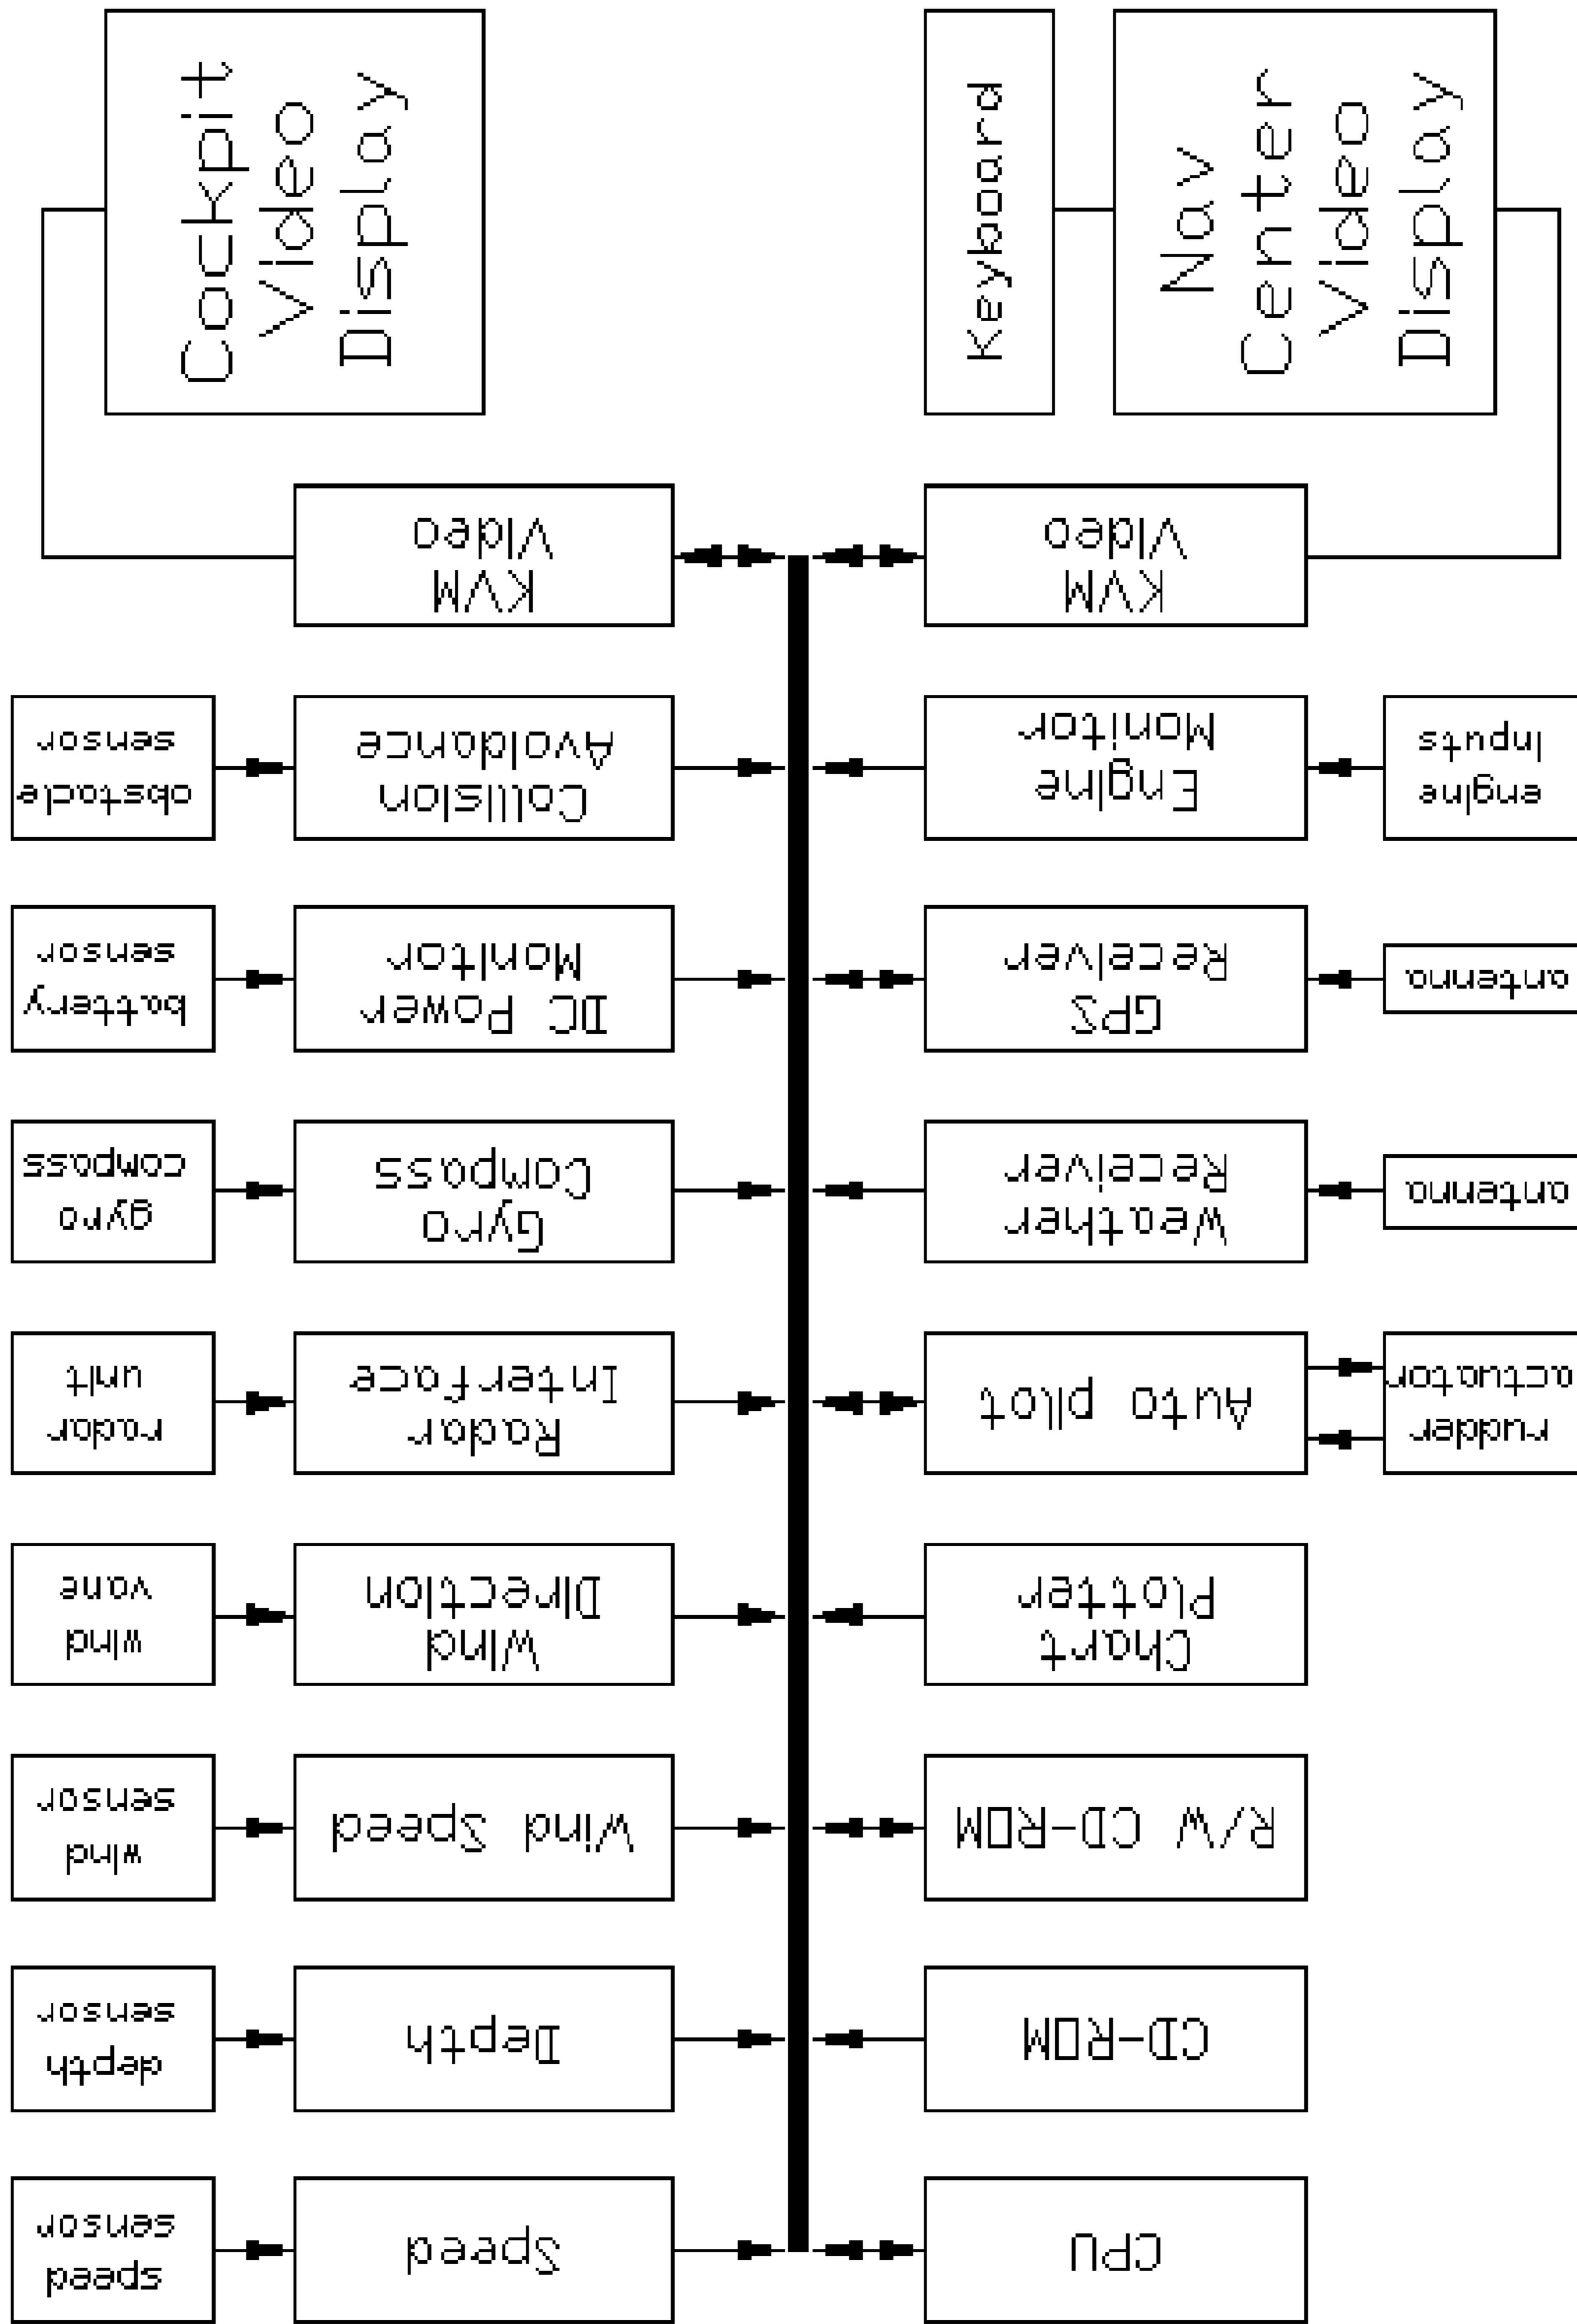 Cockpit
Video
Display
Keyboard
Nav
Center
Video
Display
KVM
Video
KVM
Video
obstacle
sensor
Collision
Avoidance
Engine
Monitor
engine
inputs
battery
sensor
DC Power
Monitor
GPS
Receiver
antenna
gyro
compass
Gyro
Compass
Weather
Receiver
antenna
radar
unit
Radar
Interface
Auto pilot
rudder
actuator
wind
vane
Wind
Direction
Chart
Plotter
wind
sensor
Wind Speed
R/W CD-ROM
depth
sensor
Depth
CD-ROM
speed
sensor
Speed
CPU